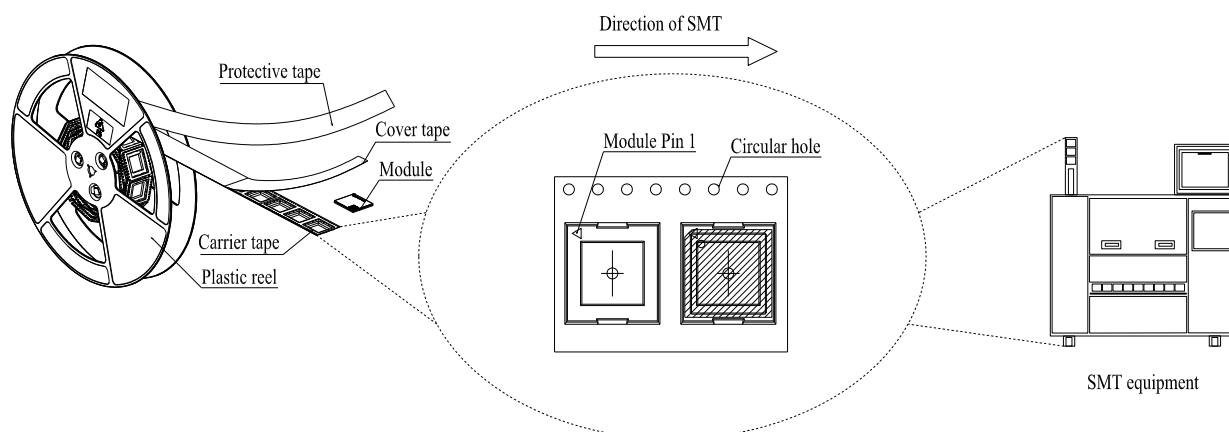 Direction of SMT
Protective tape
Cover tape
Module
Module Pin 1
Circular hole
Carrier tape
Plastic reel
SMT equipment